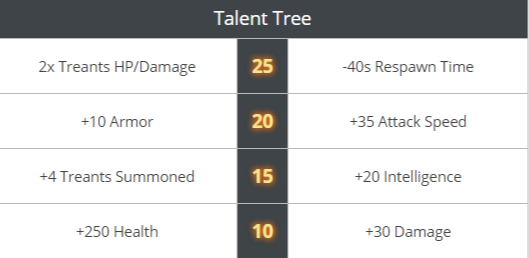 Talent Tree
2x Treants HP/Damage 25 -40s Respawn Time
+10 Armor 20 +35 Attack Speed
+4 Treants Summoned 15 +20 Intelligence
+250 Health 10 +30 Damage